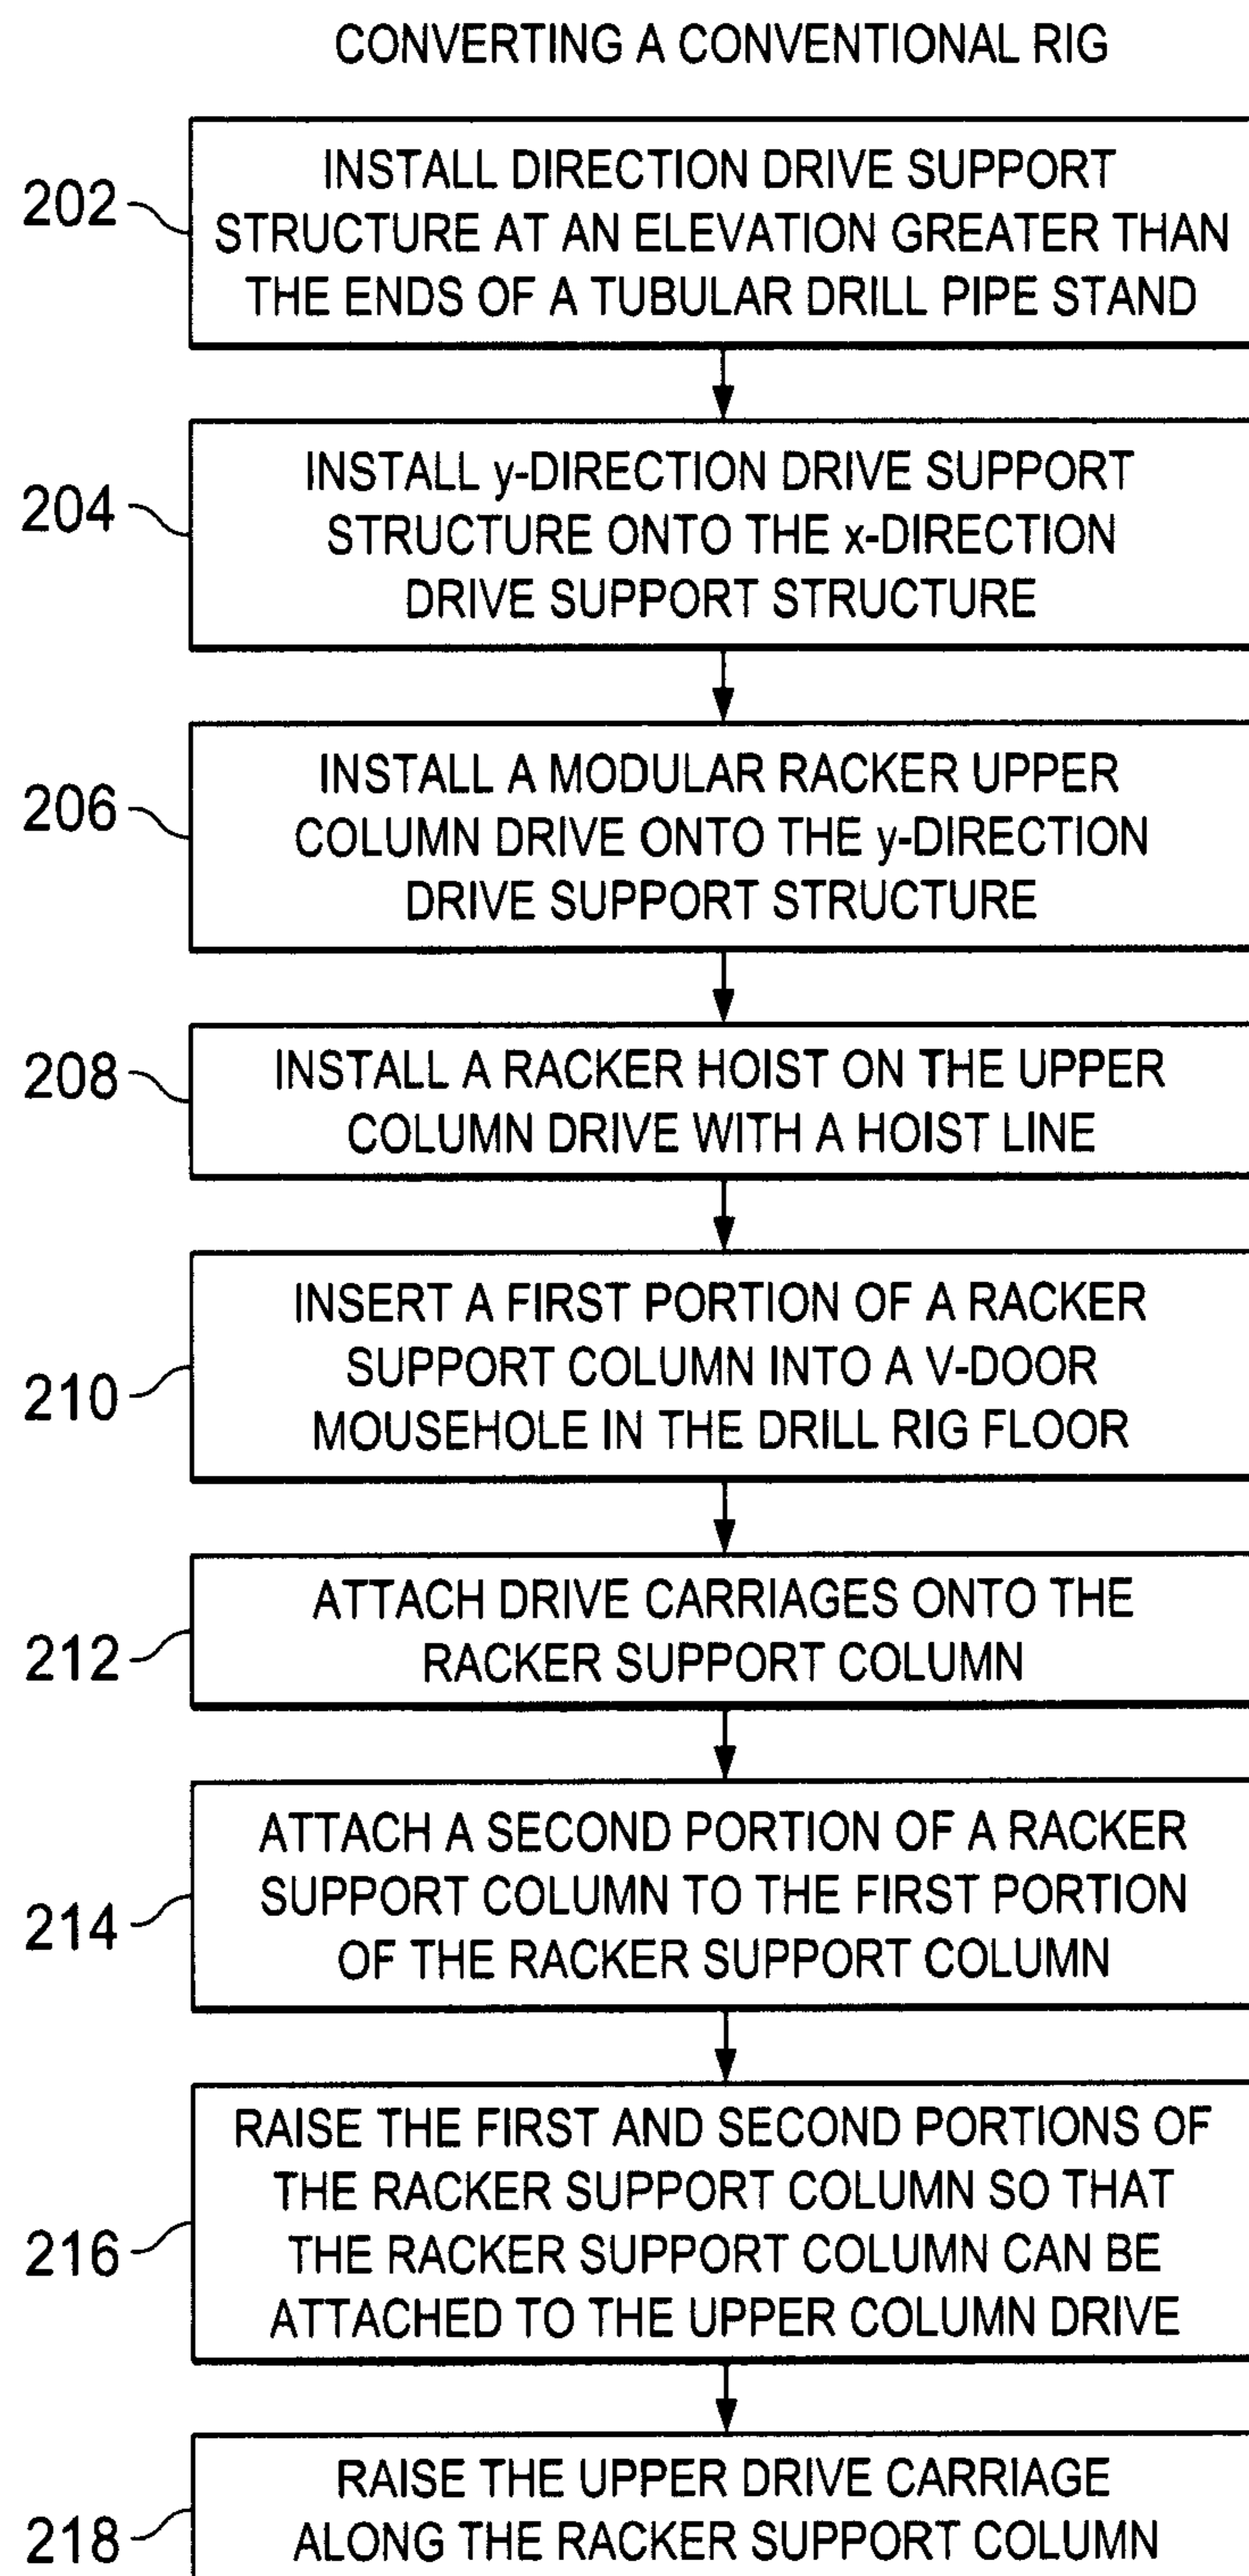 CONVERTING A CONVENTIONAL RIG
202
INSTALL DIRECTION DRIVE SUPPORT
STRUCTURE AT AN ELEVATION GREATER THAN
THE ENDS OF A TUBULAR DRILL PIPE STAND
204
INSTALL y-DIRECTION DRIVE SUPPORT
STRUCTURE ONTO THE x-DIRECTION
DRIVE SUPPORT STRUCTURE
206
INSTALL A MODULAR RACKER UPPER
COLUMN DRIVE ONTO THE y-DIRECTION
DRIVE SUPPORT STRUCTURE
208
INSTALL A RACKER HOIST ON THE UPPER
COLUMN DRIVE WITH A HOIST LINE
210
INSERT A FIRST PORTION OF A RACKER
SUPPORT COLUMN INTO A V-DOOR
MOUSEHOLE IN THE DRILL RIG FLOOR
212
ATTACH DRIVE CARRIAGES ONTO THE
RACKER SUPPORT COLUMN
214
ATTACH A SECOND PORTION OF A RACKER
SUPPORT COLUMN TO THE FIRST PORTION
OF THE RACKER SUPPORT COLUMN
216
RAISE THE FIRST AND SECOND PORTIONS OF
THE RACKER SUPPORT COLUMN SO THAT
THE RACKER SUPPORT COLUMN CAN BE
ATTACHED TO THE UPPER COLUMN DRIVE
218
RAISE THE UPPER DRIVE CARRIAGE
ALONG THE RACKER SUPPORT COLUMN